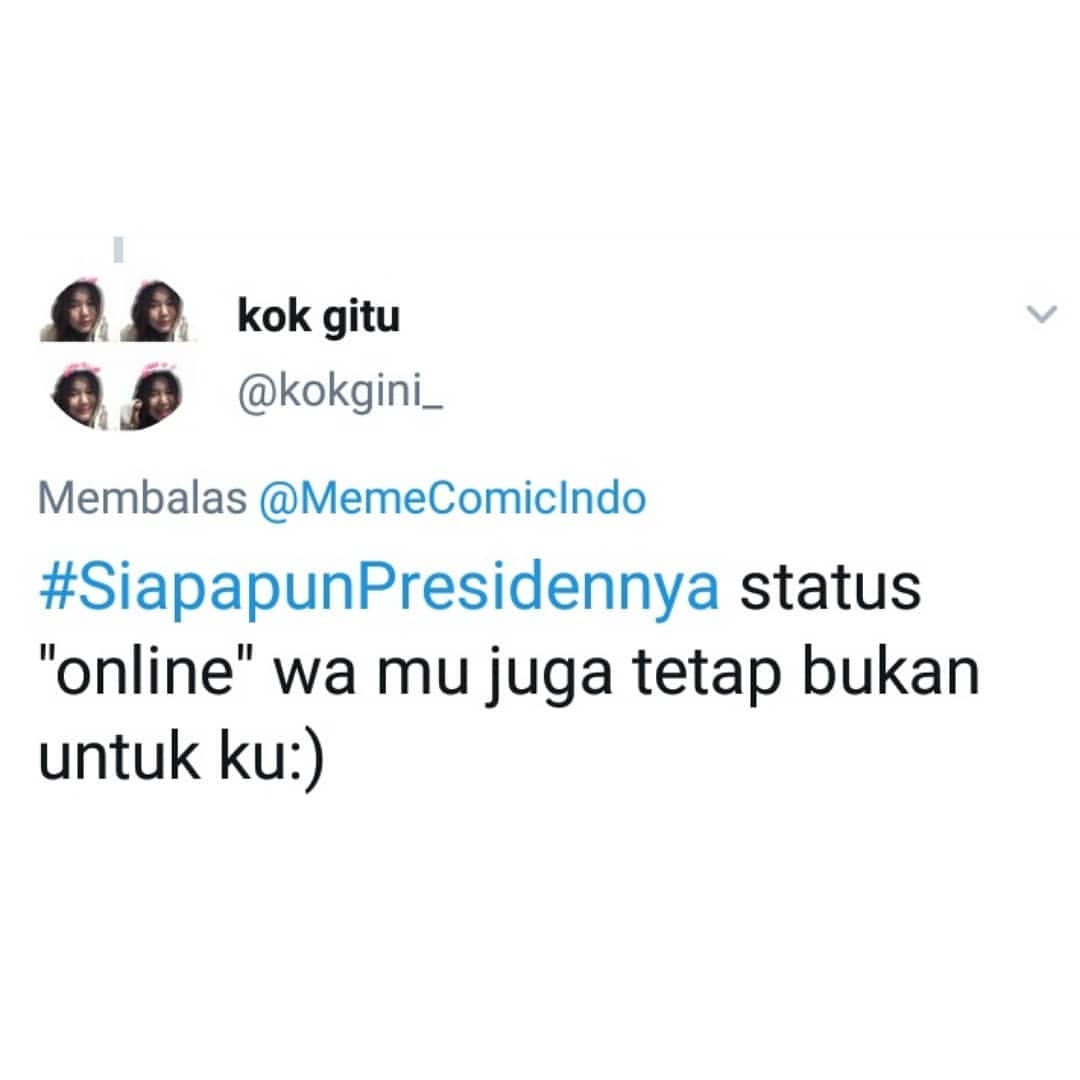 kok gitu
@kokgini_
Membalas @MemeComicIndo
#SiapapunPresidennya status
"online" wa mu juga tetap bukan
untuk ku:)